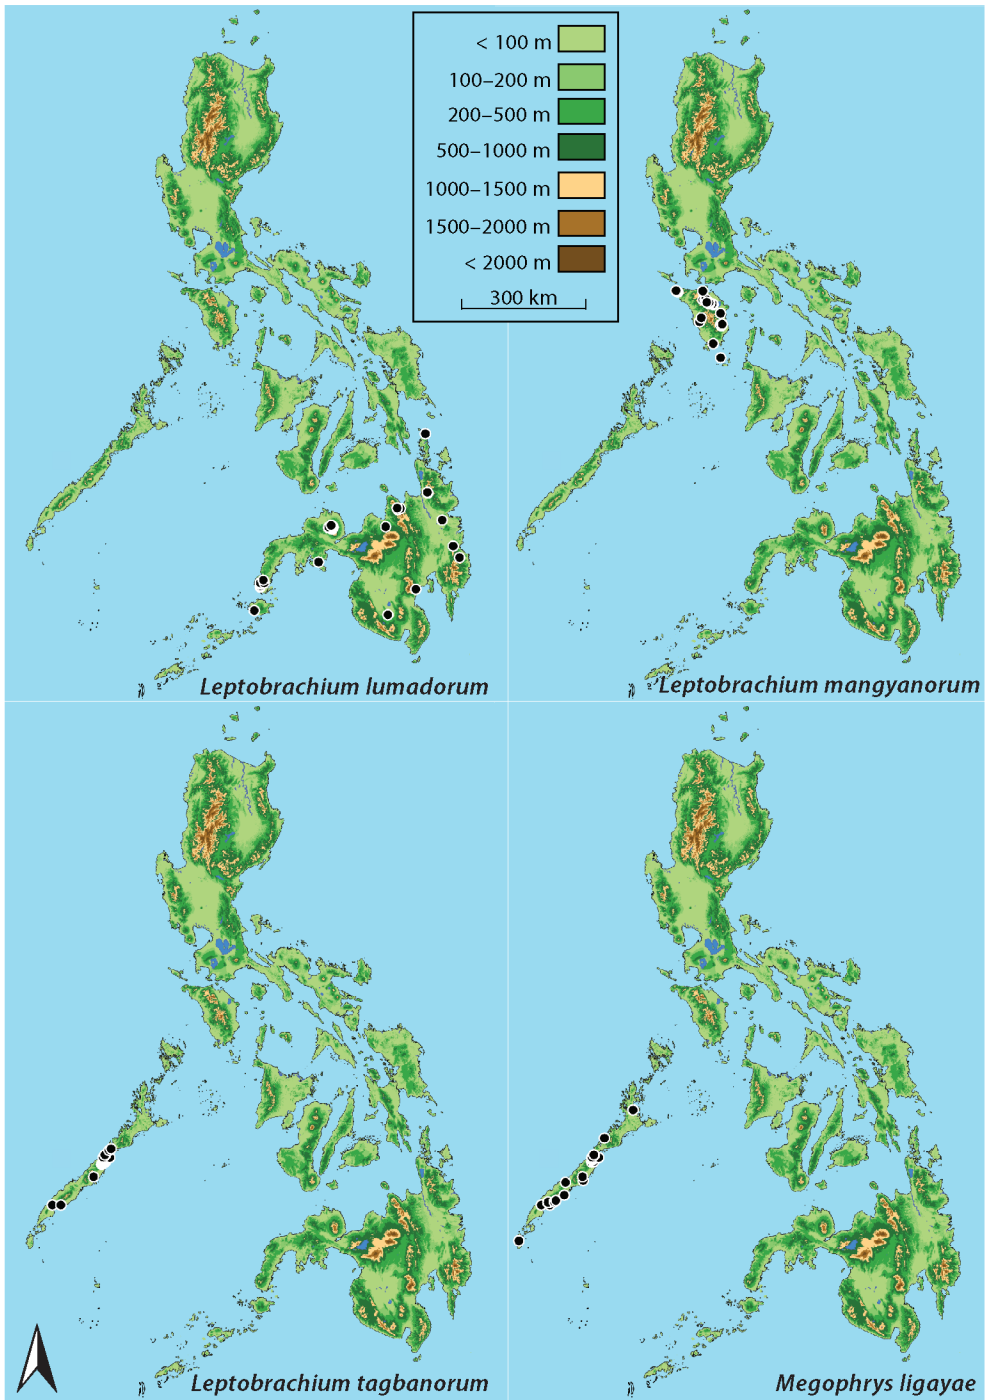 < 100 m
100–200 m
200–500 m
500–1000 m
1000–1500 m
1500–2000 m
< 2000 m
300 km
Leptobrachium lumadorum
Leptobrachium mangyanorum
Leptobrachium tagbanorum
Megophrys ligayae